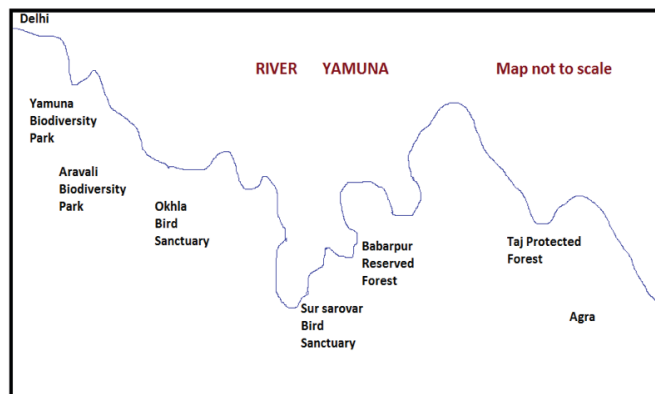 Delhi
RIVER YAMUNA
Map not to scale
Yamuna
Biodiversity
Park
Aravali
Biodiversity
Park
Okhla
Bird
Sanctuary
Babarpur
Reserved
Forest
Taj Protected
Forest
Sur sarovar
Bird
Sanctuary
Agra